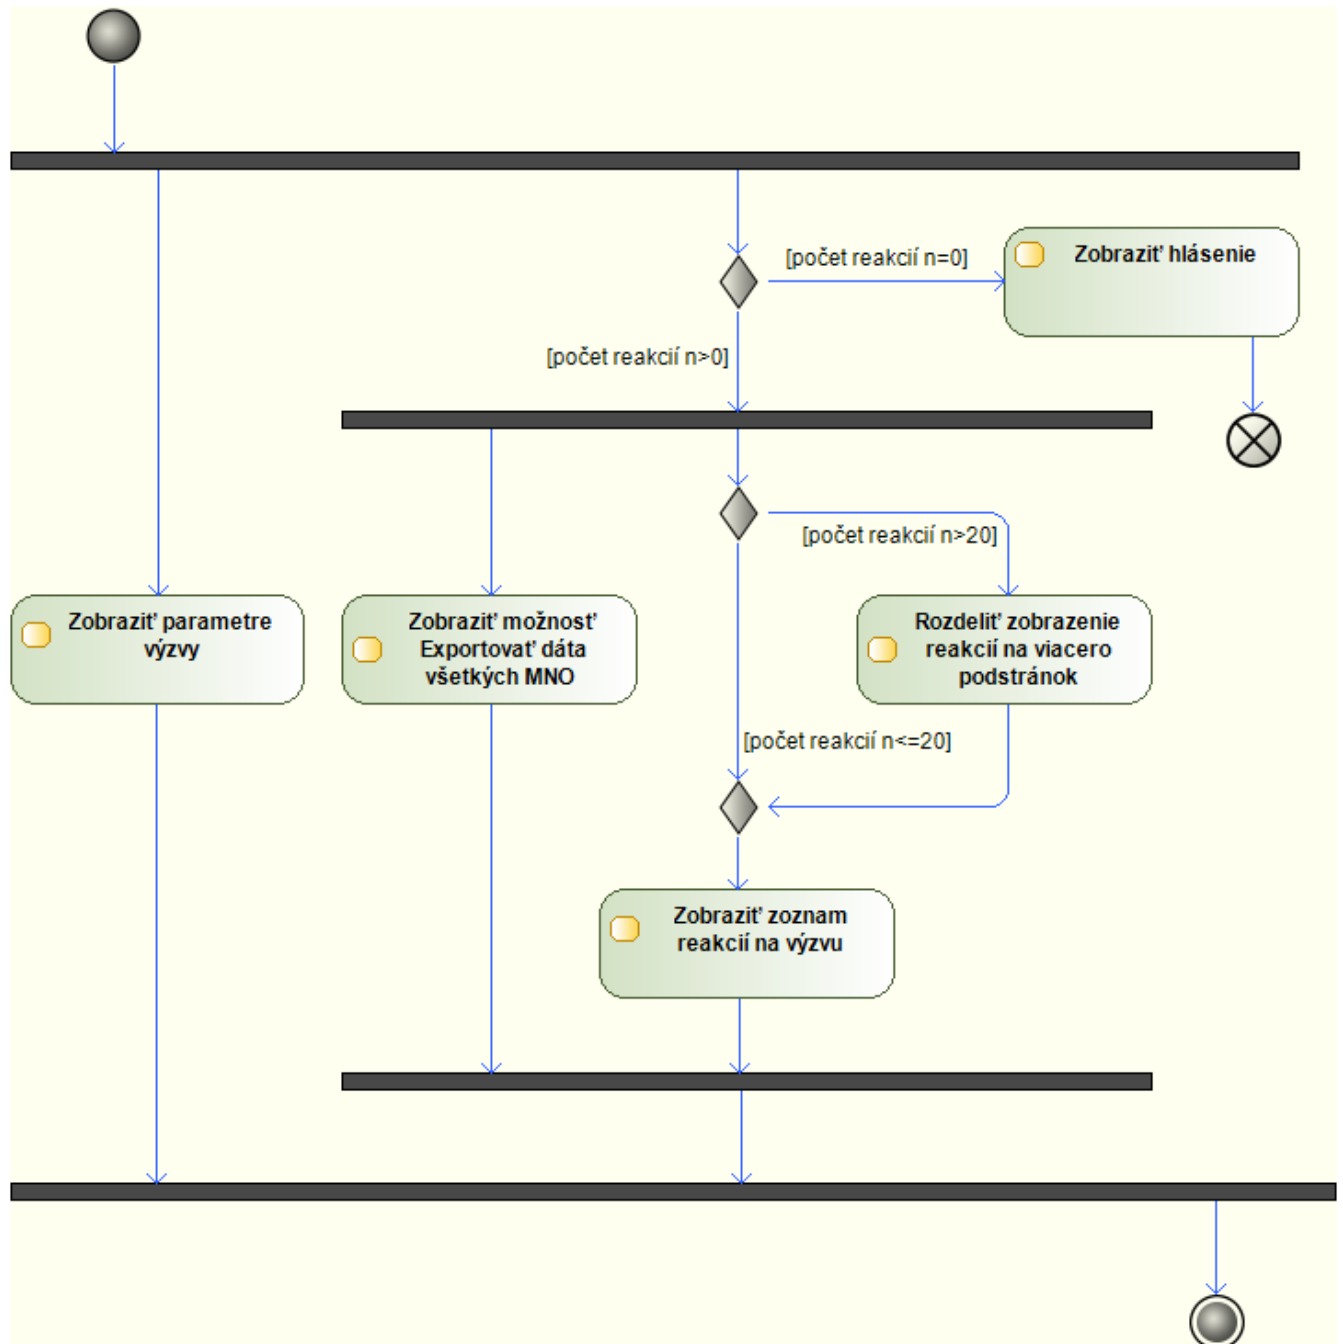 [počet reakcií n=0]
Zobraziť hlásenie
[počet reakcií n>0]
[počet reakcií n>20]
Zobraziť parametre
výzvy
Zobraziť možnosť
Exportovať dáta
všetkých MNO
Rozdeliť zobrazenie
reakcií na viacero
podstránok
[počet reakcií n<=20]
Zobraziť zoznam
reakcií na výzvu